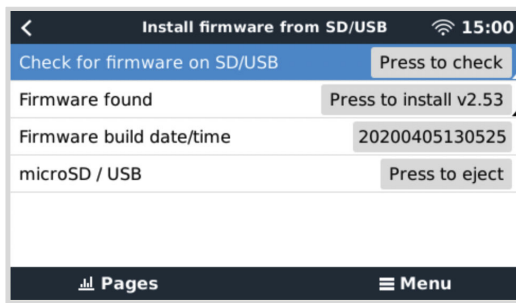 Install firmware from SD/USB 15:00
Check for firmware on SD/USB Press to check
Firmware found Press to install v2.53
Firmware build date/time 20200405130525
microSD / USB Press to eject
Pages Menu